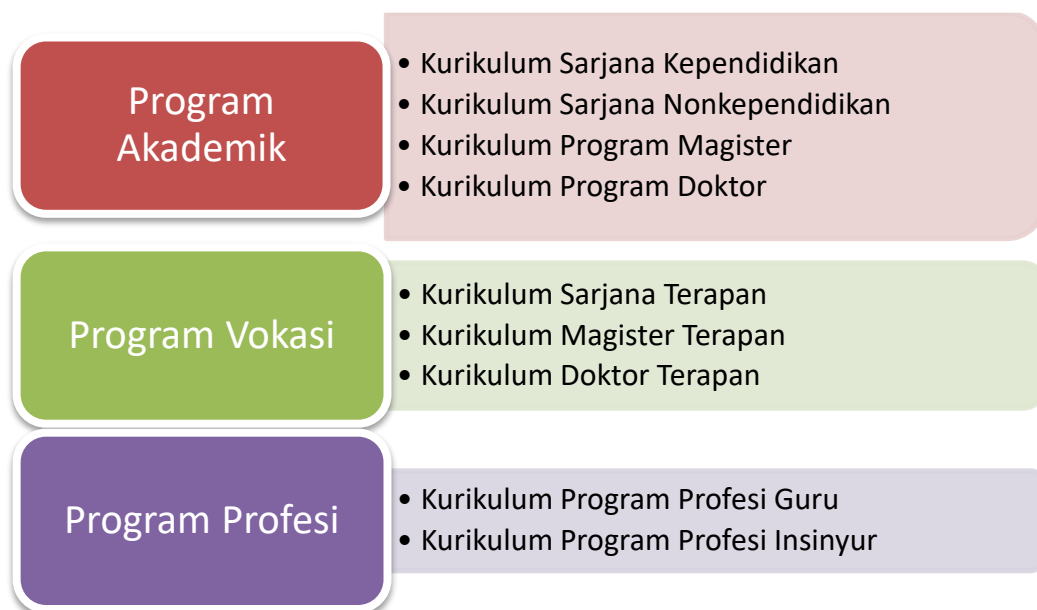 Program
Akademik
• Kurikulum Sarjana Kependidikan
• Kurikulum Sarjana Nonkependidikan
• Kurikulum Program Magister
• Kurikulum Program Doktor
Program Vokasi
• Kurikulum Sarjana Terapan
• Kurikulum Magister Terapan
• Kurikulum Doktor Terapan
Program Profesi
• Kurikulum Program Profesi Guru
• Kurikulum Program Profesi Insinyur